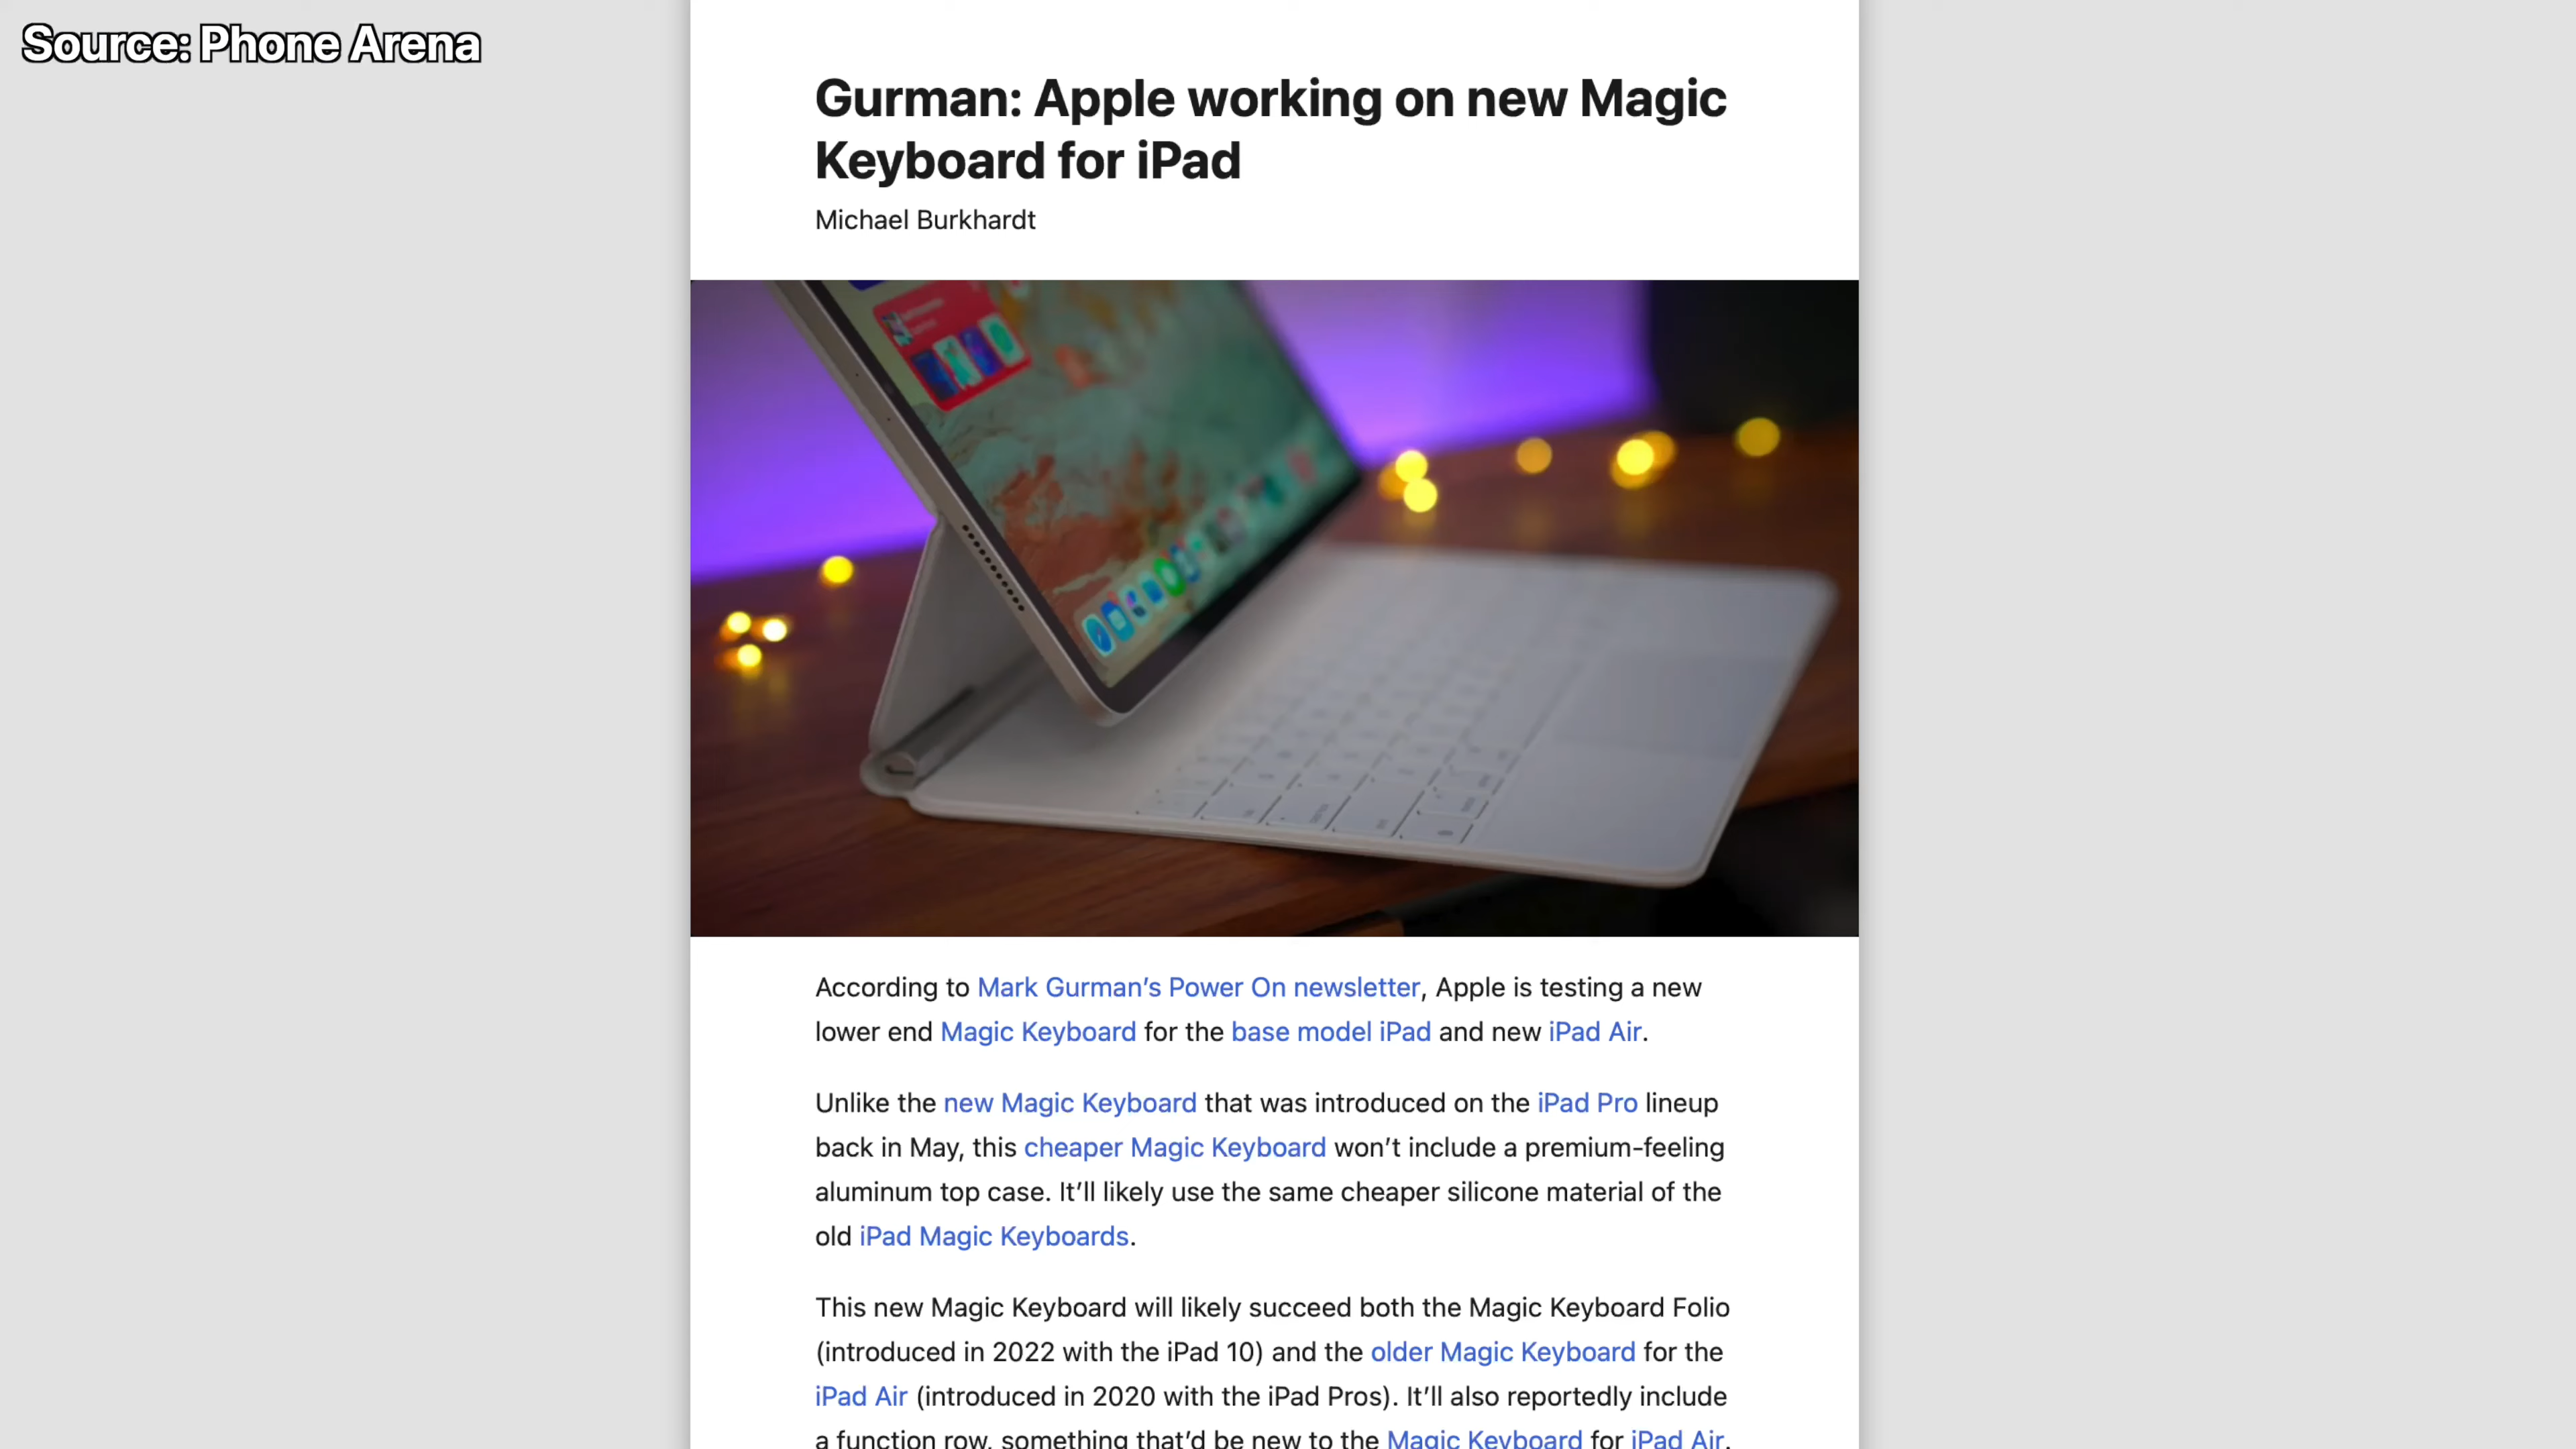 Source: Phone Arena
Gurman: Apple working on new Magic
Keyboard for iPad
Michael Burkhardt
According to Mark Gurman’s Power On newsletter, Apple is testing a new
lower end Magic Keyboard for the base model iPad and new iPad Air.
Unlike the new Magic Keyboard that was introduced on the iPad Pro lineup
back in May, this cheaper Magic Keyboard won’t include a premium-feeling
aluminum top case. It’ll likely use the same cheaper silicone material of the
old iPad Magic Keyboards.
This new Magic Keyboard will likely succeed both the Magic Keyboard Folio
(introduced in 2022 with the iPad 10) and the older Magic Keyboard for the
iPad Air (introduced in 2020 with the iPad Pros). It’ll also reportedly include
a function row, something that’d be new to the Magic Keyboard for iPad Air.